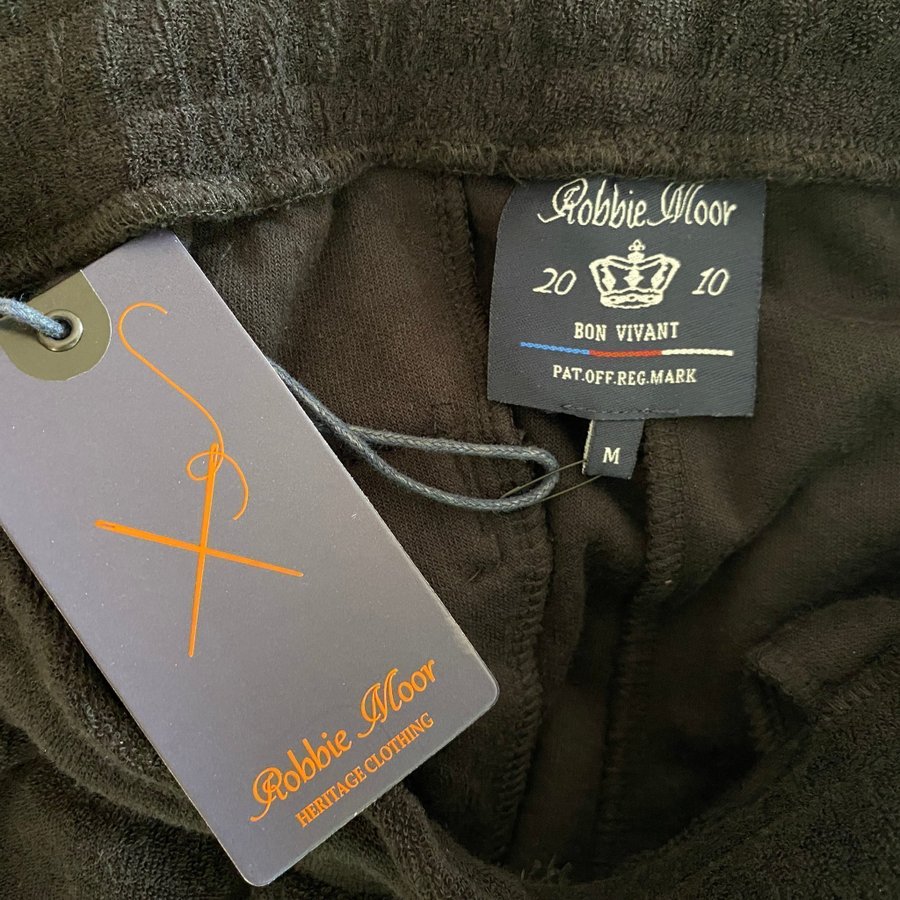 Robbie Moor
20 10
BON VIVANT
PAT.OFF.REG.MARK
M
Robbie Moor
HERITAGE CLOTHING